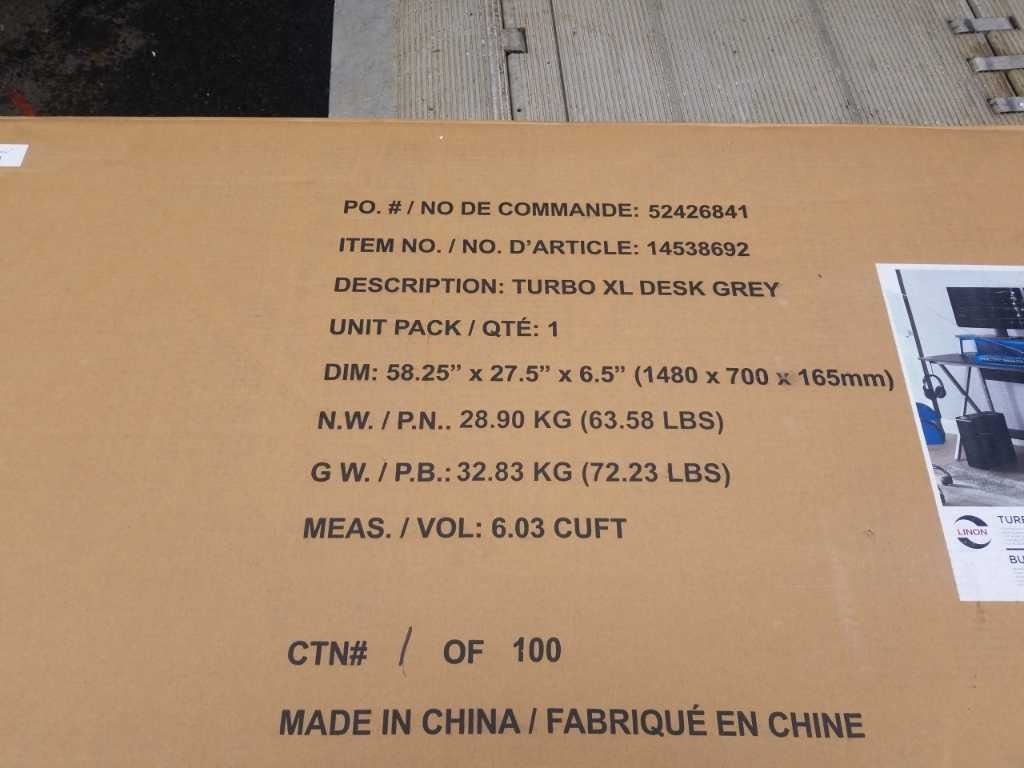 PO. # / NO DE COMMANDE: 52426841
ITEM NO. / NO. D'ARTICLE: 14538692
DESCRIPTION: TURBO XL DESK GREY
UNIT PACK / QTÉ: 1
DIM: 58.25” x 27.5” x 6.5” (1480 x 700 x 165mm)
N.W. / P.N.. 28.90 KG (63.58 LBS)
G W. / P.B.: 32.83 KG (72.23 LBS)
MEAS. / VOL: 6.03 CUFT
CTN# / OF 100
MADE IN CHINA / FABRIQUÉ EN CHINE
LINON